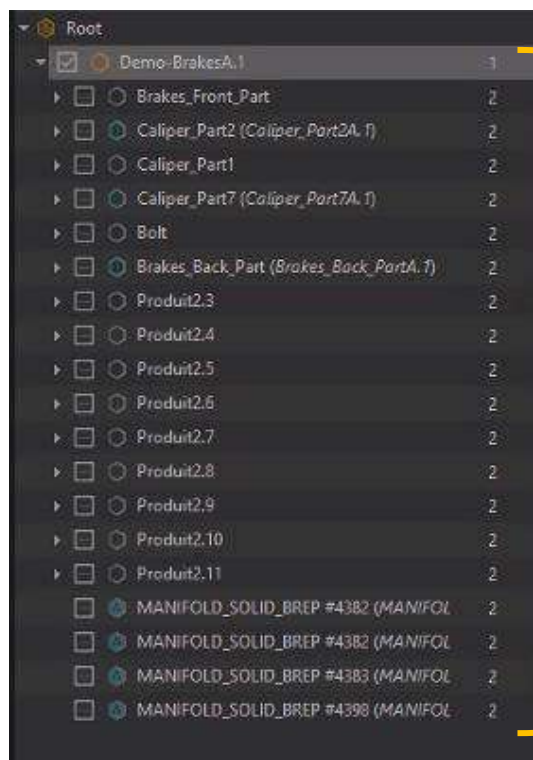 Root
Demo-BrakesA.1 1
Brakes_Front_Part 2
Caliper_Part2 (Caliper_Part2A.1) 2
Caliper_Part1 2
Caliper_Part7 (Caliper_Part7A.1) 2
Bolt 2
Brakes_Back_Part (Brakes_Back_PartA.1) 2
Produit2.3 2
Produit2.4 2
Produit2.5 2
Produit2.6 2
Produit2.7 2
Produit2.8 2
Produit2.9 2
Produit2.10 2
Produit2.11 2
MANIFOLD_SOLID_BREP #4382 (MANIFOL 2
MANIFOLD_SOLID_BREP #4382 (MANIFOL 2
MANIFOLD_SOLID_BREP #4383 (MANIFOL 2
MANIFOLD_SOLID_BREP #4398 (MANIFOL 2